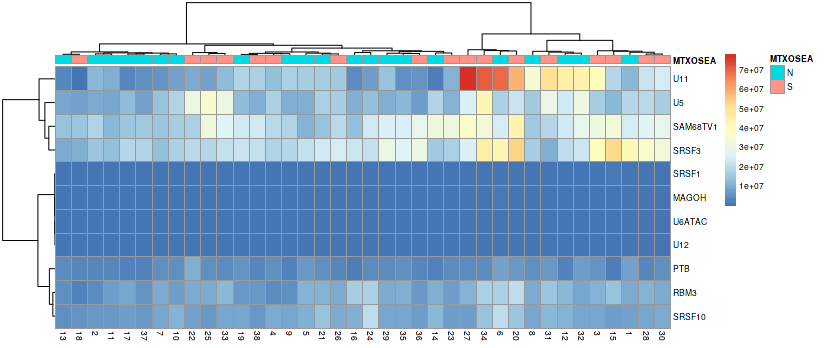 MTXOSEA
U11
U5
SAM68TV1
SRSF3
SRSF1
MAGOH
U6ATAC
U12
PTB
RBM3
SRSF10
13 18 2 11 17 37 7 10 22 25 33 19 38 4 9 5 21 26 16 24 29 35 36 14 23 27 34 6 20 8 31 12 32 3 15 1 28 30
7e+07
6e+07
5e+07
4e+07
3e+07
2e+07
1e+07
MTXOSEA
N
S